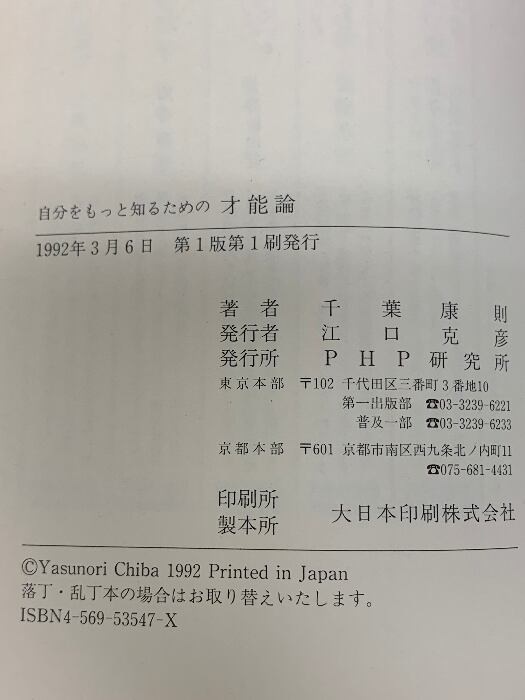 自分をもっと知るための 才能論
1992年3月6日 第1版第1刷発行
著者 千葉康則
発行者 江口克彦
発行所 PHP研究所
東京本部 〒102 千代田区三番町3番地10
第一出版部 ☎03-3239-6221
普及一部 ☎03-3239-6233
京都本部 〒601 京都市南区西九条北ノ内町11
☎075-681-4431
印刷所
製本所 大日本印刷株式会社
©Yasunori Chiba 1992 Printed in Japan
落丁・乱丁本の場合はお取り替えいたします。
ISBN4-569-53547-X